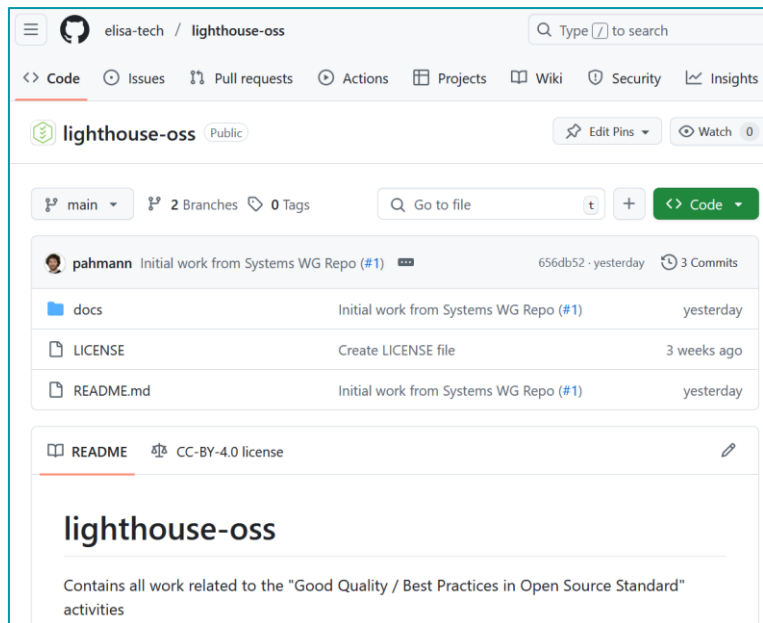 elisa-tech / lighthouse-oss Type / to search
Code Issues Pull requests Actions Projects Wiki Security Insights
lighthouse-oss Public Edit Pins Watch 0
main 2 Branches 0 Tags Go to file t + Code
pahmann Initial work from Systems WG Repo (#1) 656db52 · yesterday 3 Commits
docs Initial work from Systems WG Repo (#1) yesterday
LICENSE Create LICENSE file 3 weeks ago
README.md Initial work from Systems WG Repo (#1) yesterday
README CC-BY-4.0 license
lighthouse-oss
Contains all work related to the "Good Quality / Best Practices in Open Source Standard"
activities